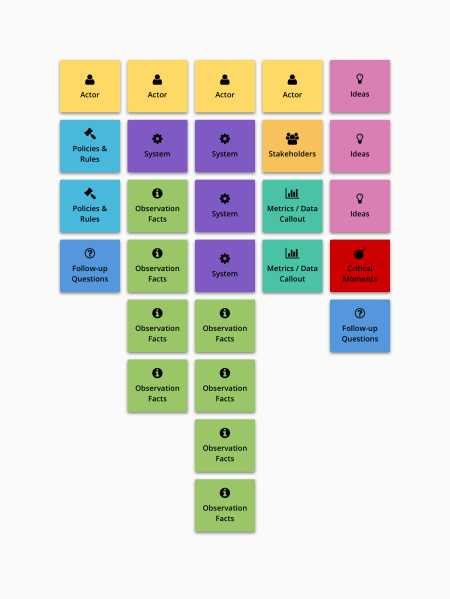 Actor
Actor
Actor
Actor
Ideas
Policies &
Rules
System
System
Stakeholders
Ideas
Policies &
Rules
Observation
Facts
System
Metrics / Data
Callout
Ideas
Follow-up
Questions
Observation
Facts
System
Metrics / Data
Callout
Critical
Moments
Observation
Facts
Observation
Facts
Follow-up
Questions
Observation
Facts
Observation
Facts
Observation
Facts
Observation
Facts